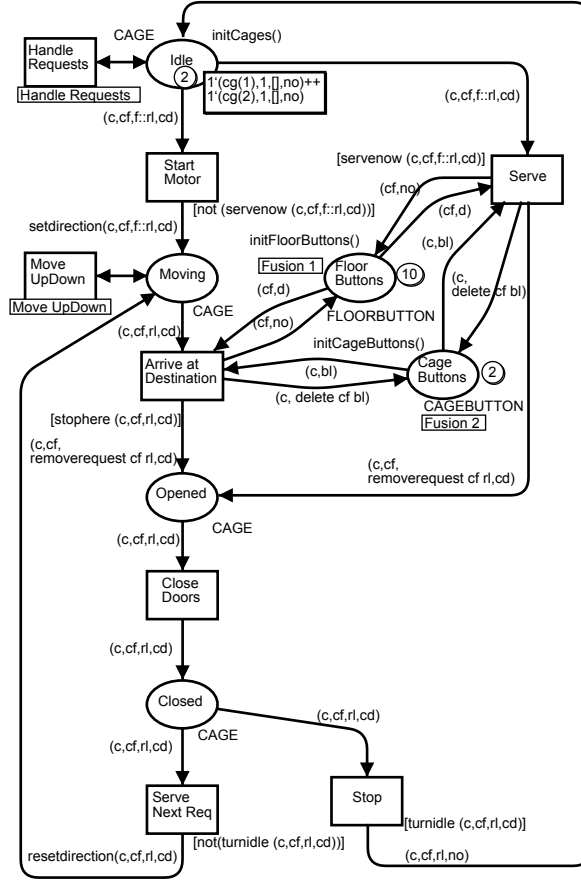 CAGE
initCages()
Handle
Requests
Handle Requests
Idle
2
1‘(cg(1),1,[],no)++
1‘(cg(2),1,[],no)
(c,cf,f::rl,cd)
(c,cf,f::rl,cd)
Start
Motor
[servenow (c,cf,f::rl,cd)]
Serve
(cf,no)
(cf,d)
[not (servenow (c,cf,f::rl,cd))]
setdirection(c,cf,f::rl,cd)
initFloorButtons()
(c,bl)
(c,
delete cf bl)
Move
UpDown
Move UpDown
Moving
CAGE
Fusion 1
Floor
Buttons
10
FLOORBUTTON
(cf,d)
(cf,no)
(c,cf,rl,cd)
initCageButtons()
Arrive at
Destination
(c,bl)
(c, delete cf bl)
Cage
Buttons
2
CAGEBUTTON
Fusion 2
[stophere (c,cf,rl,cd)]
(c,cf,
removerequest cf rl,cd)
(c,cf,
removerequest cf rl,cd)
Opened
CAGE
(c,cf,rl,cd)
Close
Doors
(c,cf,rl,cd)
Closed
CAGE
(c,cf,rl,cd)
(c,cf,rl,cd)
Serve
Next Req
Stop
[turnidle (c,cf,rl,cd)]
[not(turnidle (c,cf,rl,cd))]
resetdirection(c,cf,rl,cd)
(c,cf,rl,no)